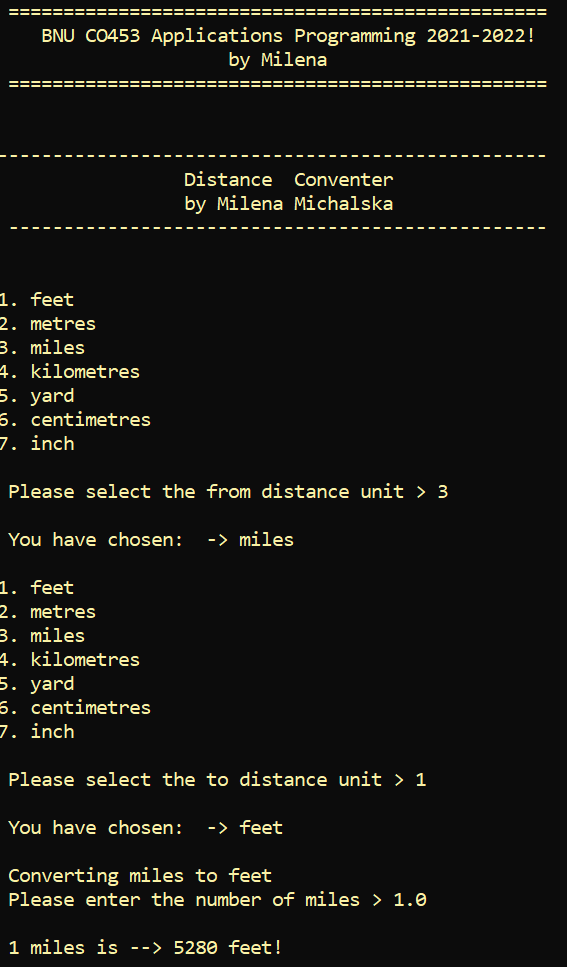 =================================================
BNU CO453 Applications Programming 2021-2022!
by Milena
=================================================
--------------------------------------------------
Distance  Conventer
by Milena Michalska
-------------------------------------------------
1. feet
2. metres
3. miles
4. kilometres
5. yard
6. centimetres
7. inch
Please select the from distance unit > 3
You have chosen:  -> miles
1. feet
2. metres
3. miles
4. kilometres
5. yard
6. centimetres
7. inch
Please select the to distance unit > 1
You have chosen:  -> feet
Converting miles to feet
Please enter the number of miles > 1.0
1 miles is --> 5280 feet!